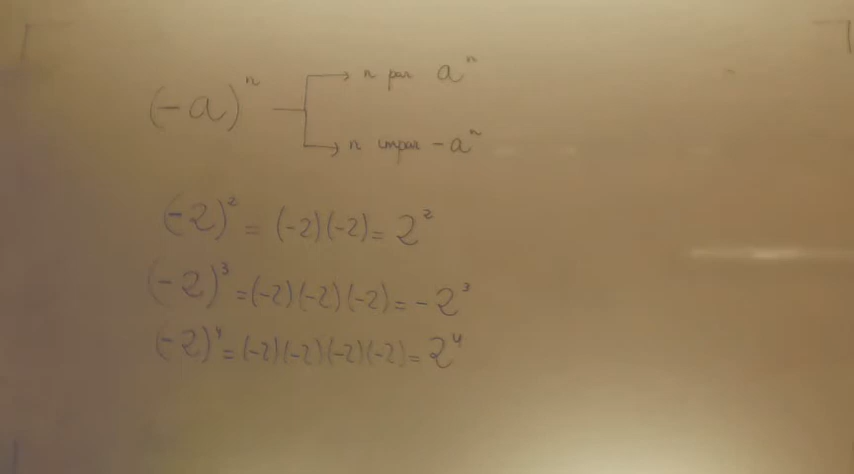 (-a)ⁿ → n par aⁿ
→ n impar -aⁿ
(-2)² = (-2)(-2) = 2²
(-2)³ = (-2)(-2)(-2) = -2³
(-2)⁴ = (-2)(-2)(-2)(-2) = 2⁴